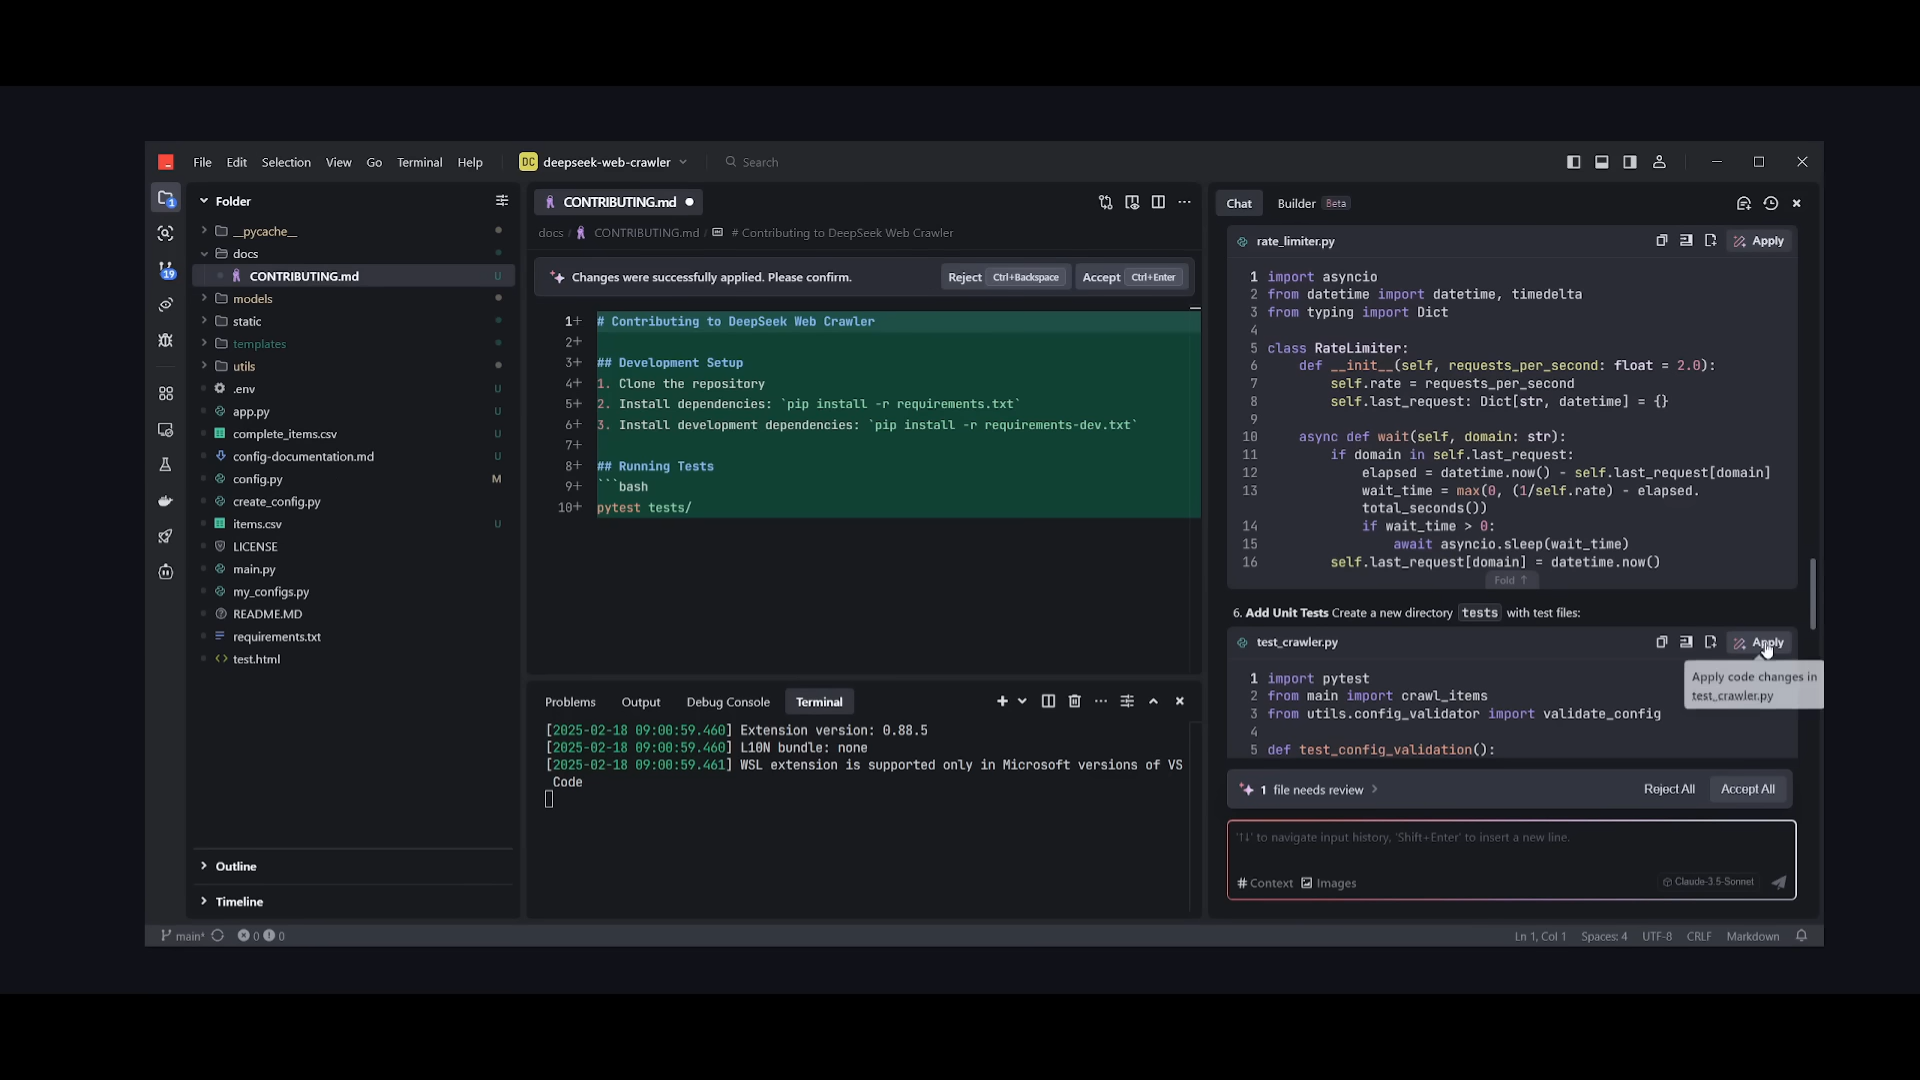 File Edit Selection View Go Terminal Help DC deepseek-web-crawler Search
Folder
__pycache__
docs
CONTRIBUTING.md U
models
static
templates
utils
.env U
app.py U
complete_items.csv U
config-documentation.md U
config.py M
create_config.py
items.csv U
LICENSE
main.py
my_configs.py
README.MD
requirements.txt
test.html
Outline
Timeline
1
19
CONTRIBUTING.md
docs / CONTRIBUTING.md / # Contributing to DeepSeek Web Crawler
Changes were successfully applied. Please confirm. Reject Ctrl+Backspace Accept Ctrl+Enter
1+ # Contributing to DeepSeek Web Crawler
2+
3+ ## Development Setup
4+ 1. Clone the repository
5+ 2. Install dependencies: `pip install -r requirements.txt`
6+ 3. Install development dependencies: `pip install -r requirements-dev.txt`
7+
8+ ## Running Tests
9+ ```bash
10+ pytest tests/
Problems Output Debug Console Terminal
[2025-02-18 09:00:59.460] Extension version: 0.88.5
[2025-02-18 09:00:59.460] L10N bundle: none
[2025-02-18 09:00:59.461] WSL extension is supported only in Microsoft versions of VS
Code
Chat Builder Beta
rate_limiter.py Apply
1 import asyncio
2 from datetime import datetime, timedelta
3 from typing import Dict
4
5 class RateLimiter:
6 def __init__(self, requests_per_second: float = 2.0):
7 self.rate = requests_per_second
8 self.last_request: Dict[str, datetime] = {}
9
10 async def wait(self, domain: str):
11 if domain in self.last_request:
12 elapsed = datetime.now() - self.last_request[domain]
13 wait_time = max(0, (1/self.rate) - elapsed.
total_seconds())
14 if wait_time > 0:
15 await asyncio.sleep(wait_time)
16 self.last_request[domain] = datetime.now()
Fold ↑
6. Add Unit Tests Create a new directory tests with test files:
test_crawler.py Apply
Apply code changes in
test_crawler.py
1 import pytest
2 from main import crawl_items
3 from utils.config_validator import validate_config
4
5 def test_config_validation():
1 file needs review > Reject All Accept All
'↑↓' to navigate input history, 'Shift+Enter' to insert a new line.
# Context Images Claude-3.5-Sonnet
main* 0 0 Ln 1, Col 1 Spaces: 4 UTF-8 CRLF Markdown